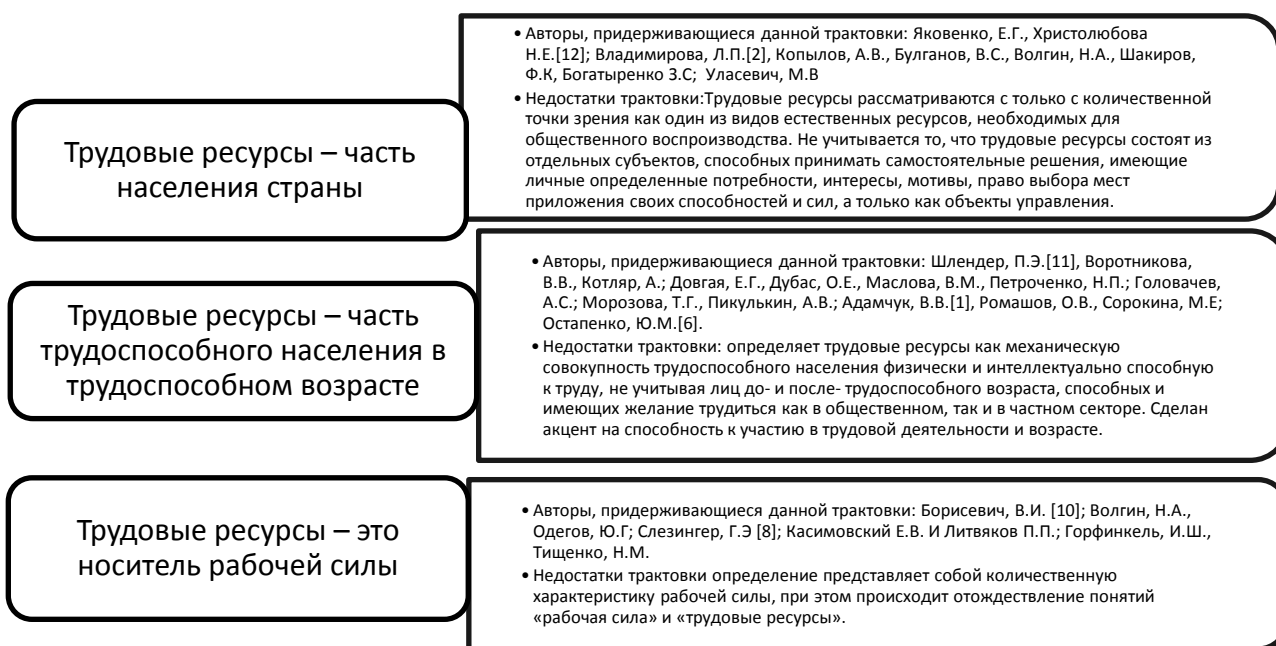 Трудовые ресурсы – часть
населения страны
• Авторы, придерживающиеся данной трактовки: Яковенко, Е.Г., Христолюбова
Н.Е.[12]; Владимирова, Л.П.[2], Копылов, А.В., Булганов, В.С., Волгин, Н.А., Шакиров,
Ф.К, Богатыренко З.С; Уласевич, М.В
• Недостатки трактовки:Трудовые ресурсы рассматриваются с только с количественной
точки зрения как один из видов естественных ресурсов, необходимых для
общественного воспроизводства. Не учитывается то, что трудовые ресурсы состоят из
отдельных субъектов, способных принимать самостоятельные решения, имеющие
личные определенные потребности, интересы, мотивы, право выбора мест
приложения своих способностей и сил, а только как объекты управления.
Трудовые ресурсы – часть
трудоспособного населения в
трудоспособном возрасте
• Авторы, придерживающиеся данной трактовки: Шлендер, П.Э.[11], Воротникова,
В.В., Котляр, А.; Довгая, Е.Г., Дубас, О.Е., Маслова, В.М., Петроченко, Н.П.; Головачев,
А.С.; Морозова, Т.Г., Пикулькин, А.В.; Адамчук, В.В.[1], Ромашов, О.В., Сорокина, М.Е;
Остапенко, Ю.М.[6].
• Недостатки трактовки: определяет трудовые ресурсы как механическую
совокупность трудоспособного населения физически и интеллектуально способную
к труду, не учитывая лиц до- и после- трудоспособного возраста, способных и
имеющих желание трудиться как в общественном, так и в частном секторе. Сделан
акцент на способность к участию в трудовой деятельности и возрасте.
Трудовые ресурсы – это
носитель рабочей силы
• Авторы, придерживающиеся данной трактовки: Борисевич, В.И. [10]; Волгин, Н.А.,
Одегов, Ю.Г; Слезингер, Г.Э [8]; Касимовский Е.В. И Литвяков П.П.; Горфинкель, И.Ш.,
Тищенко, Н.М.
• Недостатки трактовки определение представляет собой количественную
характеристику рабочей силы, при этом происходит отождествление понятий
«рабочая сила» и «трудовые ресурсы».